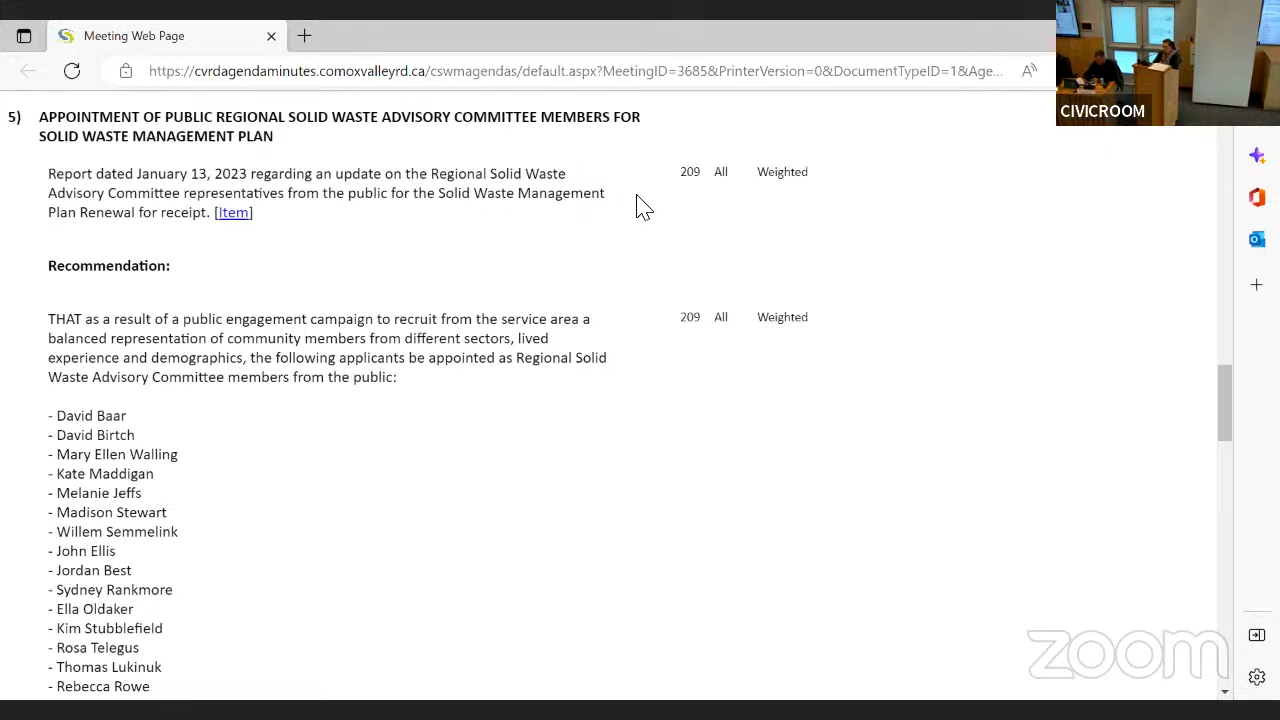 Meeting Web Page
https://cvrdagendaminutes.comoxvalleyrd.ca/cswmagendas/default.aspx?MeetingID=3685&PrinterVersion=0&DocumentTypeID=1&Age...
CIVICROOM
5) APPOINTMENT OF PUBLIC REGIONAL SOLID WASTE ADVISORY COMMITTEE MEMBERS FOR
SOLID WASTE MANAGEMENT PLAN
Report dated January 13, 2023 regarding an update on the Regional Solid Waste 209 All Weighted
Advisory Committee representatives from the public for the Solid Waste Management
Plan Renewal for receipt. [Item]
Recommendation:
THAT as a result of a public engagement campaign to recruit from the service area a 209 All Weighted
balanced representation of community members from different sectors, lived
experience and demographics, the following applicants be appointed as Regional Solid
Waste Advisory Committee members from the public:
- David Baar
- David Birtch
- Mary Ellen Walling
- Kate Maddigan
- Melanie Jeffs
- Madison Stewart
- Willem Semmelink
- John Ellis
- Jordan Best
- Sydney Rankmore
- Ella Oldaker
- Kim Stubblefield
- Rosa Telegus
- Thomas Lukinuk
- Rebecca Rowe
zoom